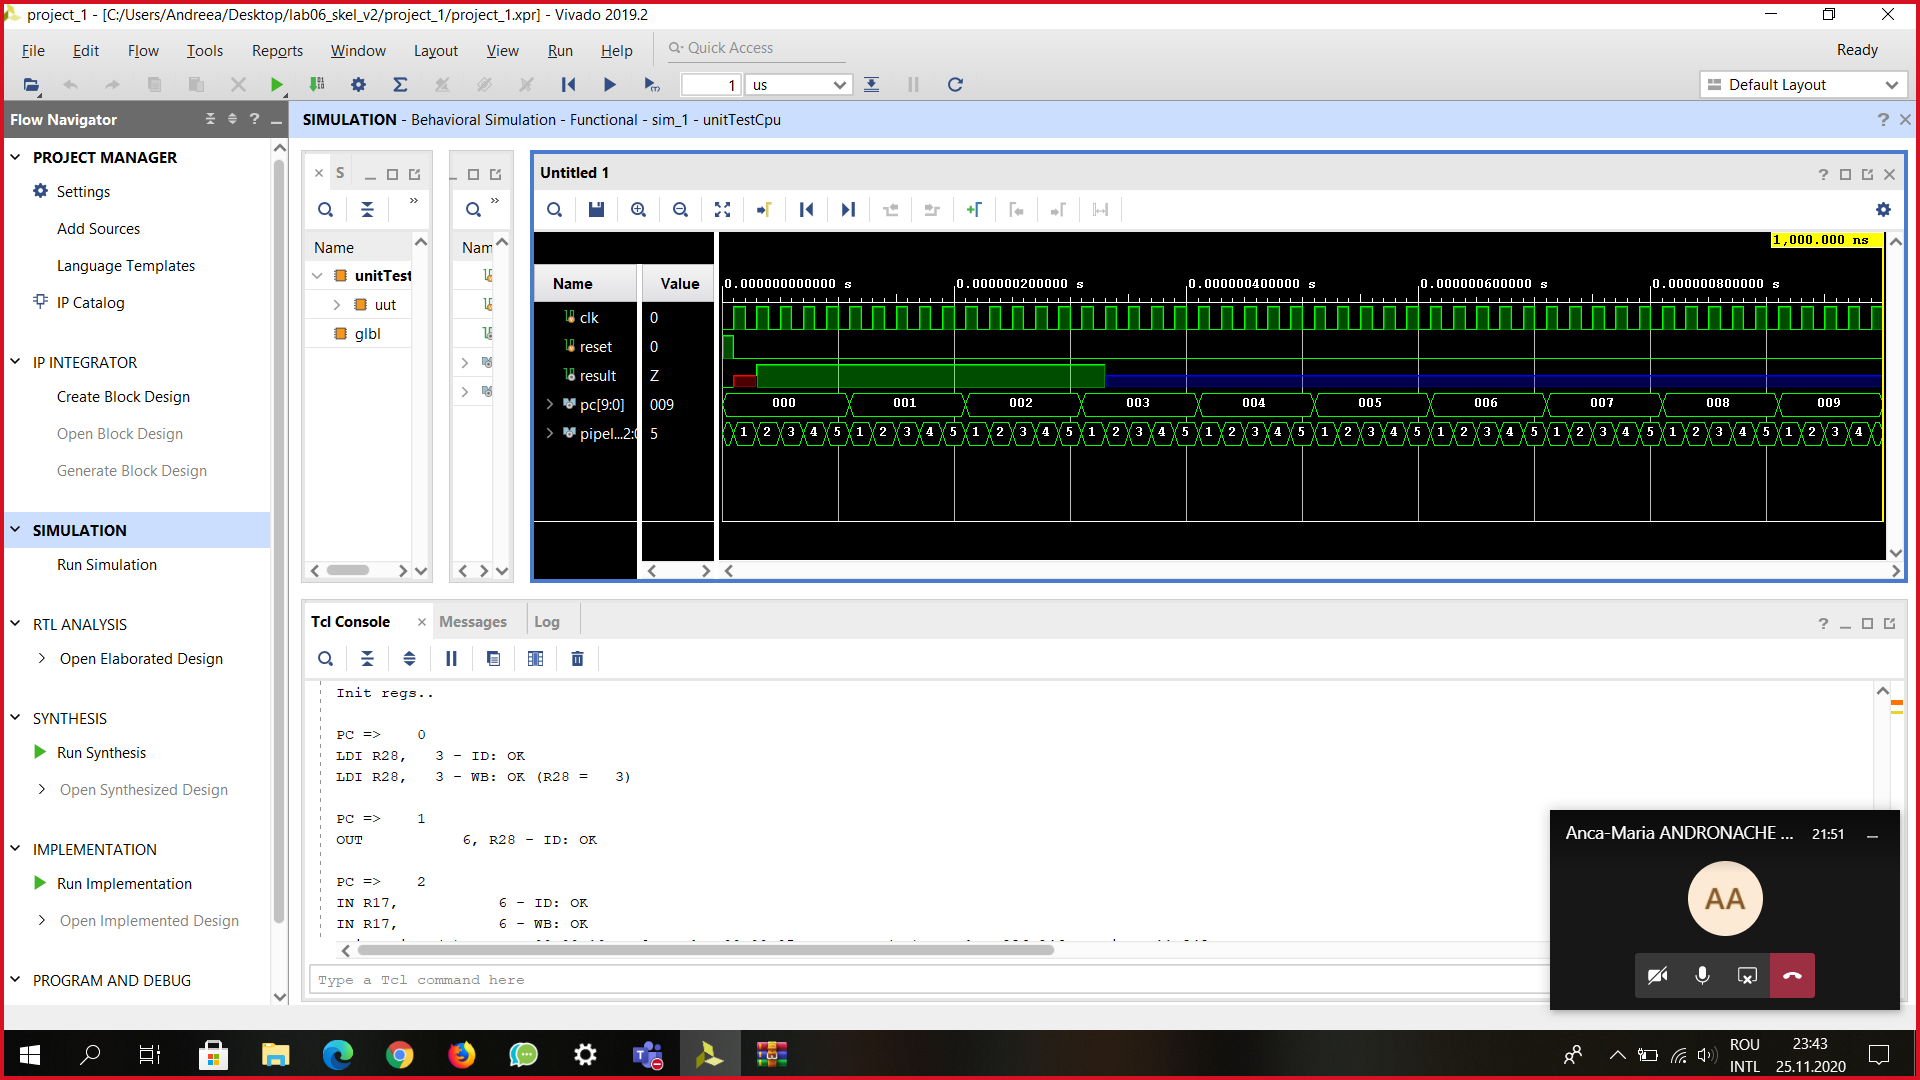 project_1 - [C:/Users/Andreea/Desktop/lab06_skel_v2/project_1/project_1.xpr] - Vivado 2019.2
File Edit Flow Tools Reports Window Layout View Run Help Quick Access Ready
1 us Default Layout
Flow Navigator
SIMULATION - Behavioral Simulation - Functional - sim_1 - unitTestCpu
PROJECT MANAGER
Settings
Add Sources
Language Templates
IP Catalog
IP INTEGRATOR
Create Block Design
Open Block Design
Generate Block Design
SIMULATION
Run Simulation
RTL ANALYSIS
Open Elaborated Design
SYNTHESIS
Run Synthesis
Open Synthesized Design
IMPLEMENTATION
Run Implementation
Open Implemented Design
PROGRAM AND DEBUG
S
Name
unitTest
uut
glbl
Nam
Untitled 1
1,000.000 ns
Name Value
0.000000000000 s 0.000000200000 s 0.000000400000 s 0.000000600000 s 0.000000800000 s
clk 0
reset 0
result Z
pc[9:0] 009 000 001 002 003 004 005 006 007 008 009
pipel...2:0 5 1 2 3 4 5 1 2 3 4 5 1 2 3 4 5 1 2 3 4 5 1 2 3 4 5 1 2 3 4 5 1 2 3 4 5 1 2 3 4 5 1 2 3 4 5 1 2 3 4
Tcl Console Messages Log
Init regs..
PC => 0
LDI R28, 3 - ID: OK
LDI R28, 3 - WB: OK (R28 = 3)
PC => 1
OUT 6, R28 - ID: OK
PC => 2
IN R17, 6 - ID: OK
IN R17, 6 - WB: OK
Type a Tcl command here
Anca-Maria ANDRONACHE ... 21:51
AA
ROU
INTL
23:43
25.11.2020